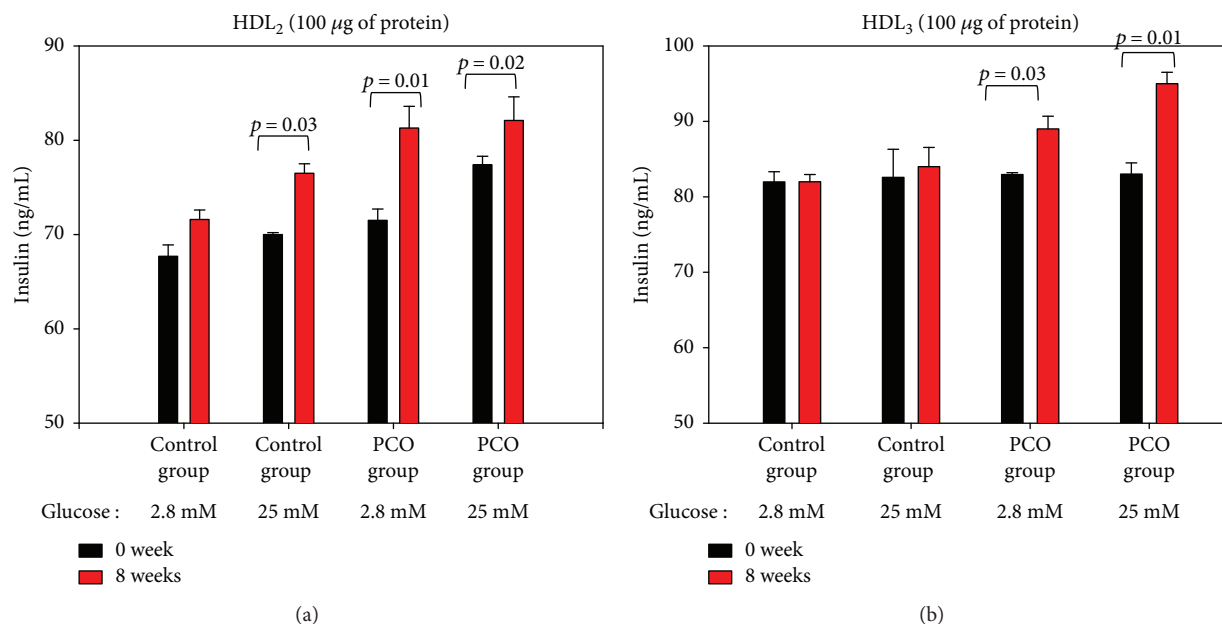 HDL₂ (100 μg of protein)
90
80
70
60
50
Insulin (ng/mL)
p = 0.03
p = 0.01
p = 0.02
Control group
Control group
PCO group
PCO group
Glucose : 2.8 mM 25 mM 2.8 mM 25 mM
0 week
8 weeks
(a)
HDL₃ (100 μg of protein)
100
90
80
70
60
50
Insulin (ng/mL)
p = 0.03
p = 0.01
Control group
Control group
PCO group
PCO group
Glucose : 2.8 mM 25 mM 2.8 mM 25 mM
0 week
8 weeks
(b)